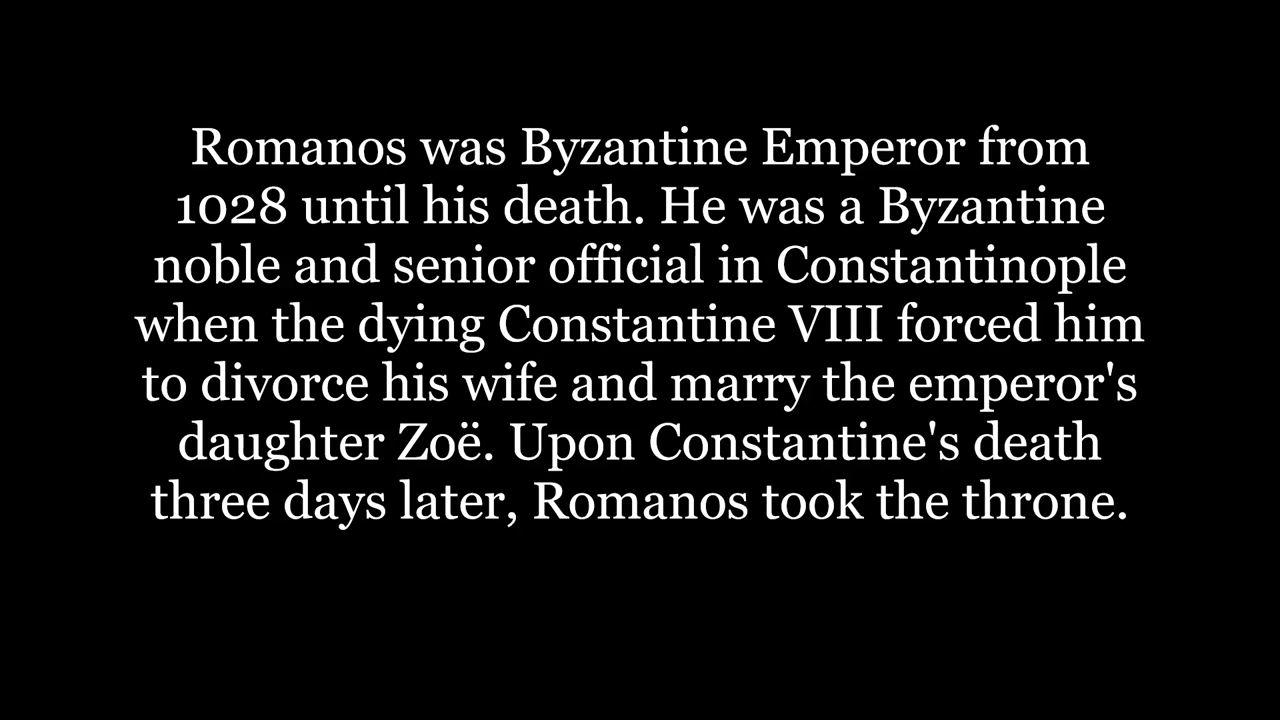 Romanos was Byzantine Emperor from
1028 until his death. He was a Byzantine
noble and senior official in Constantinople
when the dying Constantine VIII forced him
to divorce his wife and marry the emperor's
daughter Zoë. Upon Constantine's death
three days later, Romanos took the throne.